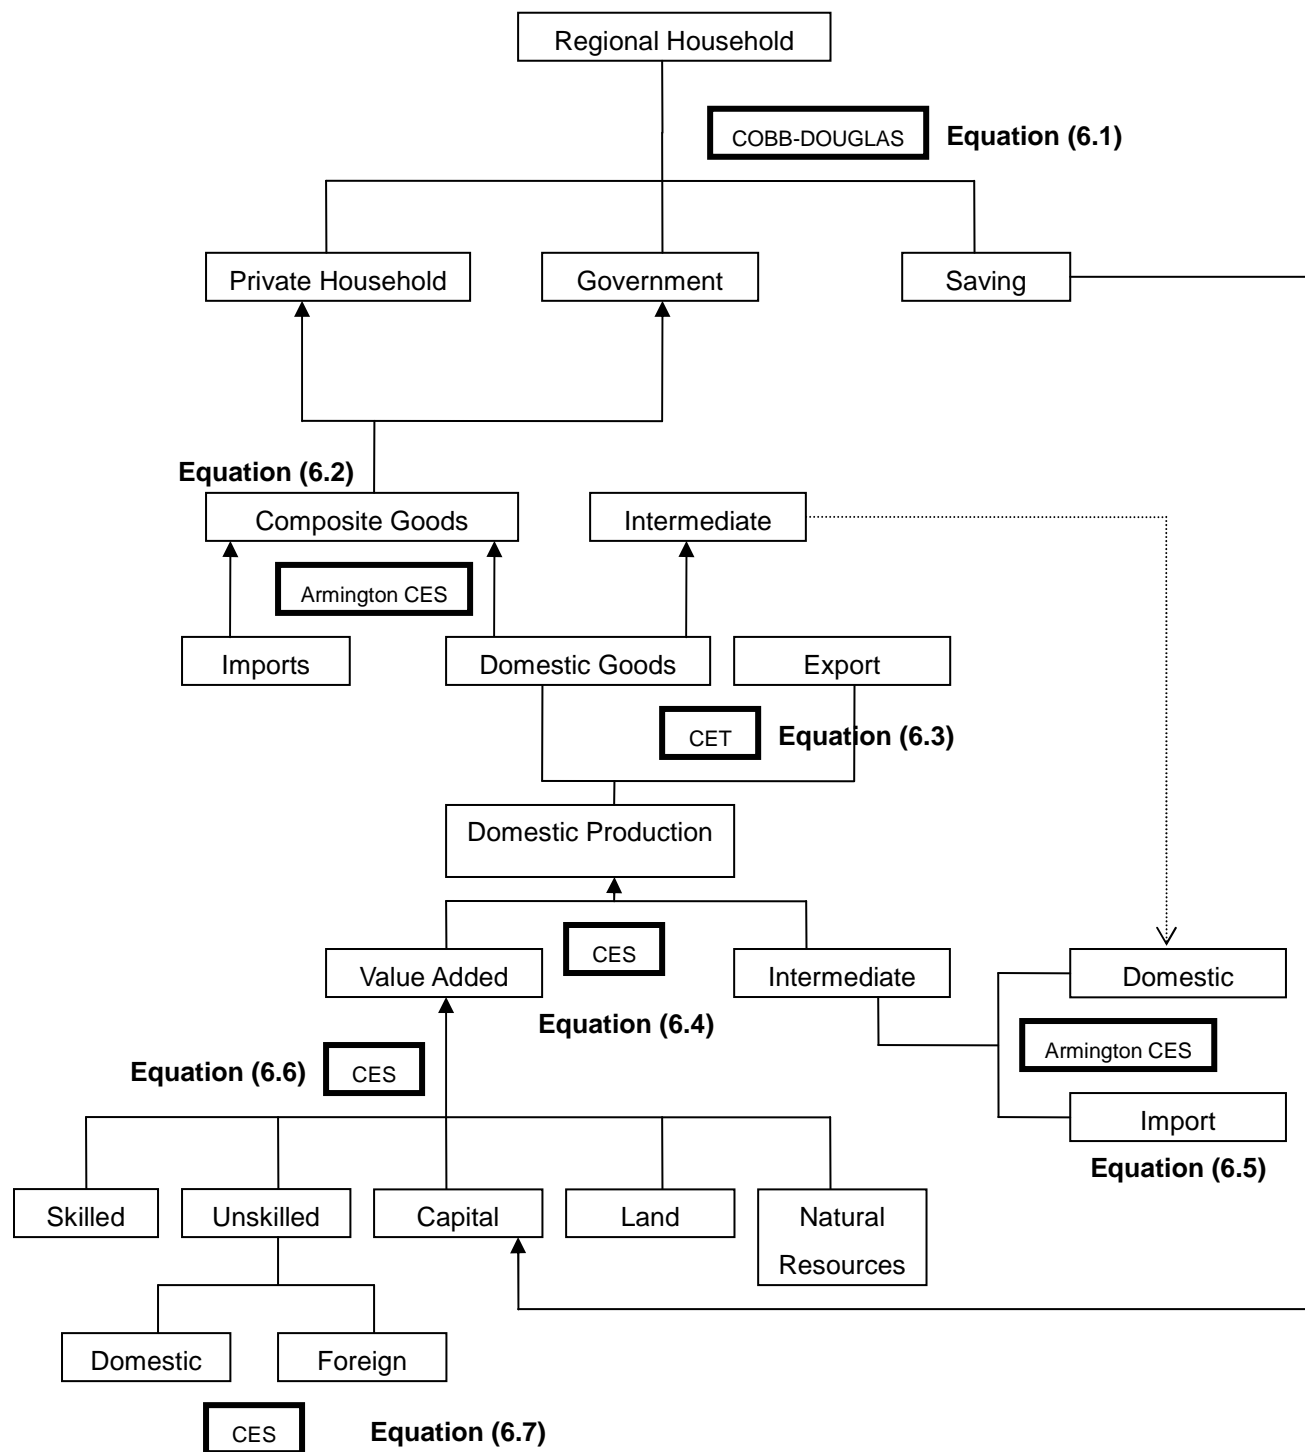 Regional Household
COBB-DOUGLAS
Equation (6.1)
Private Household
Government
Saving
Equation (6.2)
Composite Goods
Intermediate
Armington CES
Imports
Domestic Goods
Export
CET
Equation (6.3)
Domestic Production
CES
Value Added
Intermediate
Domestic
Equation (6.4)
Armington CES
Equation (6.6)
CES
Import
Equation (6.5)
Skilled
Unskilled
Capital
Land
Natural
Resources
Domestic
Foreign
CES
Equation (6.7)